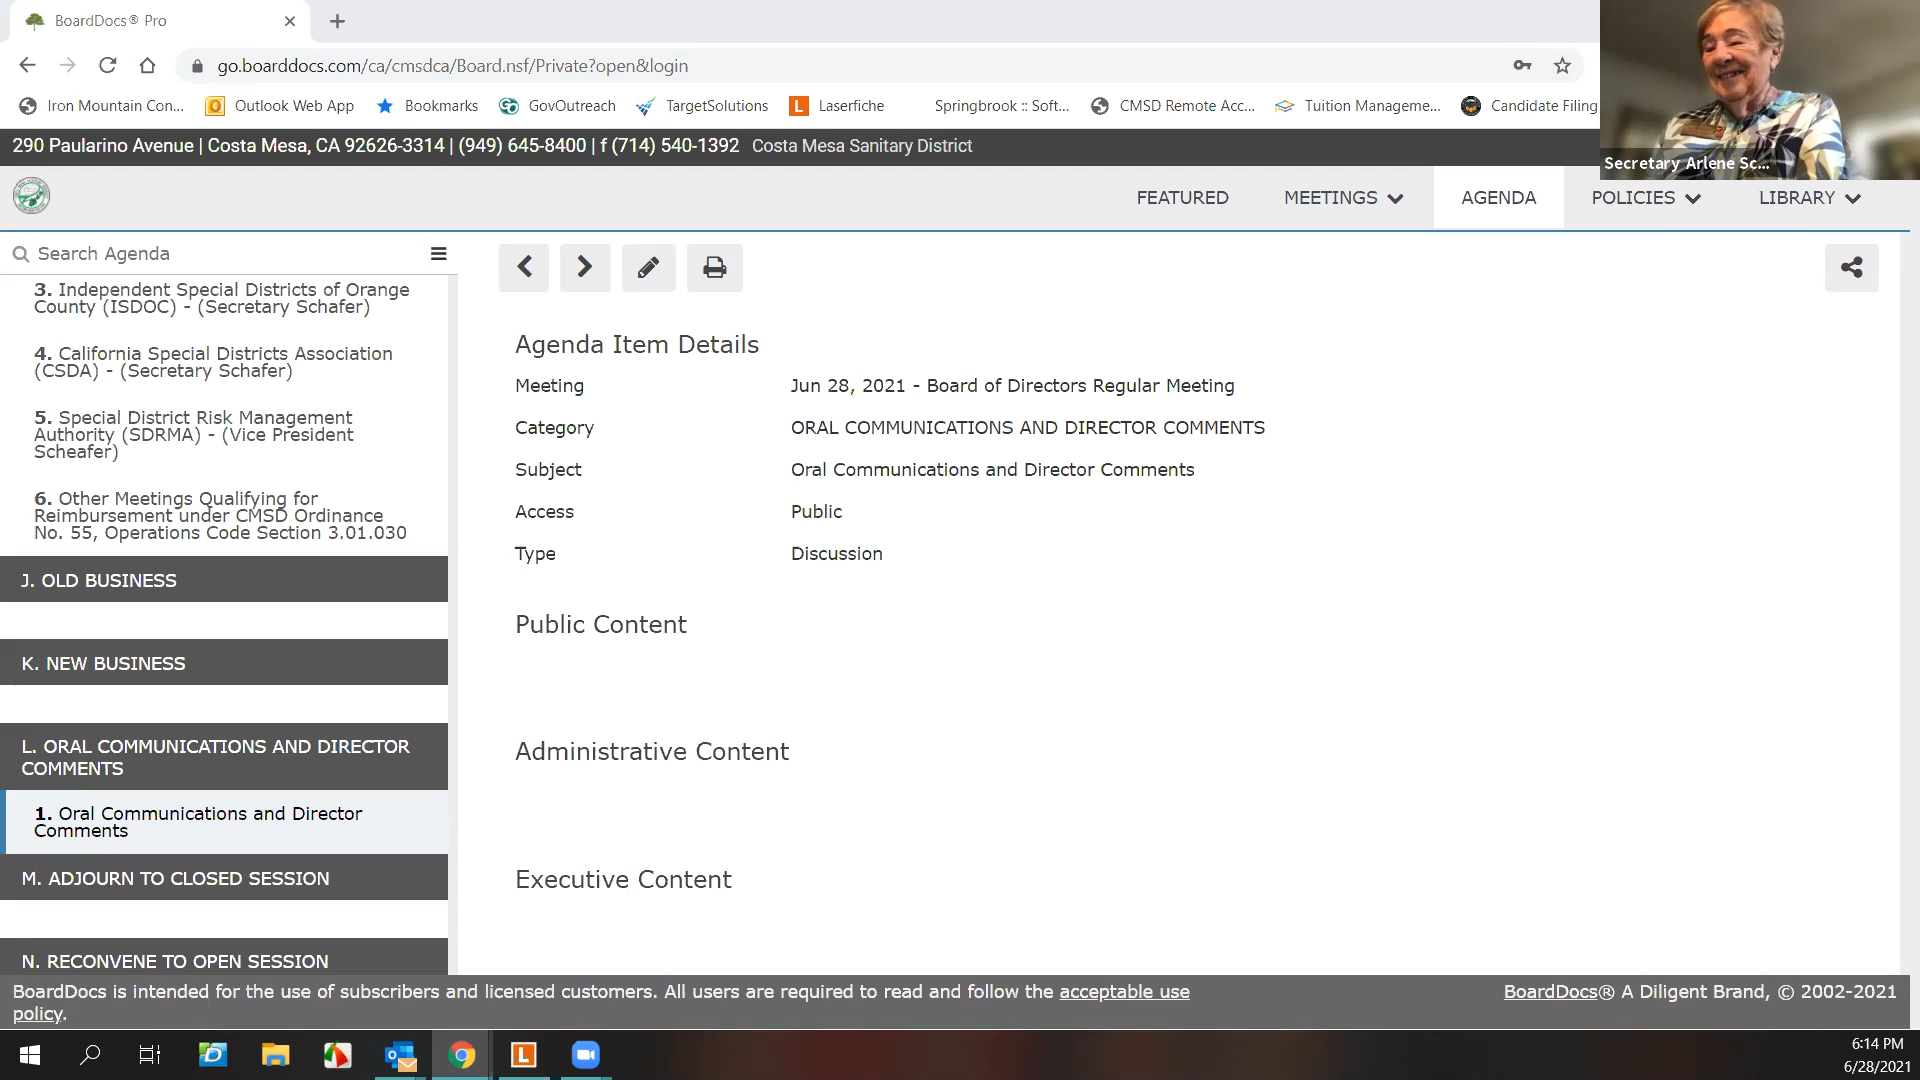 BoardDocs® Pro
go.boarddocs.com/ca/cmsdca/Board.nsf/Private?open&login
Iron Mountain Con...
Outlook Web App
Bookmarks
GovOutreach
TargetSolutions
Laserfiche
Springbrook :: Soft...
CMSD Remote Acc...
Tuition Manageme...
Candidate Filing
Secretary Arlene Sc...
290 Paularino Avenue | Costa Mesa, CA 92626-3314 | (949) 645-8400 | f (714) 540-1392 Costa Mesa Sanitary District
FEATURED
MEETINGS
AGENDA
POLICIES
LIBRARY
Search Agenda
3. Independent Special Districts of Orange
County (ISDOC) - (Secretary Schafer)
4. California Special Districts Association
(CSDA) - (Secretary Schafer)
5. Special District Risk Management
Authority (SDRMA) - (Vice President
Scheafer)
6. Other Meetings Qualifying for
Reimbursement under CMSD Ordinance
No. 55, Operations Code Section 3.01.030
J. OLD BUSINESS
K. NEW BUSINESS
L. ORAL COMMUNICATIONS AND DIRECTOR
COMMENTS
1. Oral Communications and Director
Comments
M. ADJOURN TO CLOSED SESSION
N. RECONVENE TO OPEN SESSION
Agenda Item Details
Meeting Jun 28, 2021 - Board of Directors Regular Meeting
Category ORAL COMMUNICATIONS AND DIRECTOR COMMENTS
Subject Oral Communications and Director Comments
Access Public
Type Discussion
Public Content
Administrative Content
Executive Content
BoardDocs is intended for the use of subscribers and licensed customers. All users are required to read and follow the acceptable use
policy.
BoardDocs® A Diligent Brand, © 2002-2021
6:14 PM
6/28/2021